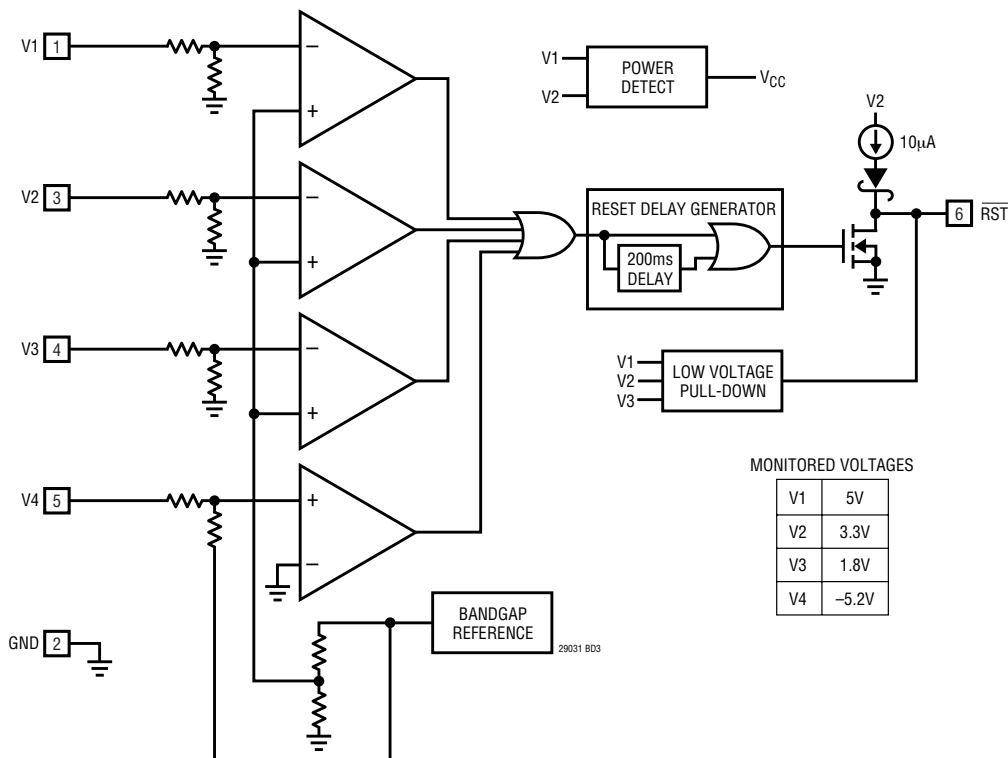 V1 1
−
+
V2 3
−
+
V3 4
−
+
V4 5
+
−
GND 2
BANDGAP
REFERENCE
29031 BD3
V1
V2
POWER
DETECT
VCC
RESET DELAY GENERATOR
200ms
DELAY
V2
10µA
6 RST
V1
V2
V3
LOW VOLTAGE
PULL-DOWN
MONITORED VOLTAGES
V1 5V
V2 3.3V
V3 1.8V
V4 –5.2V